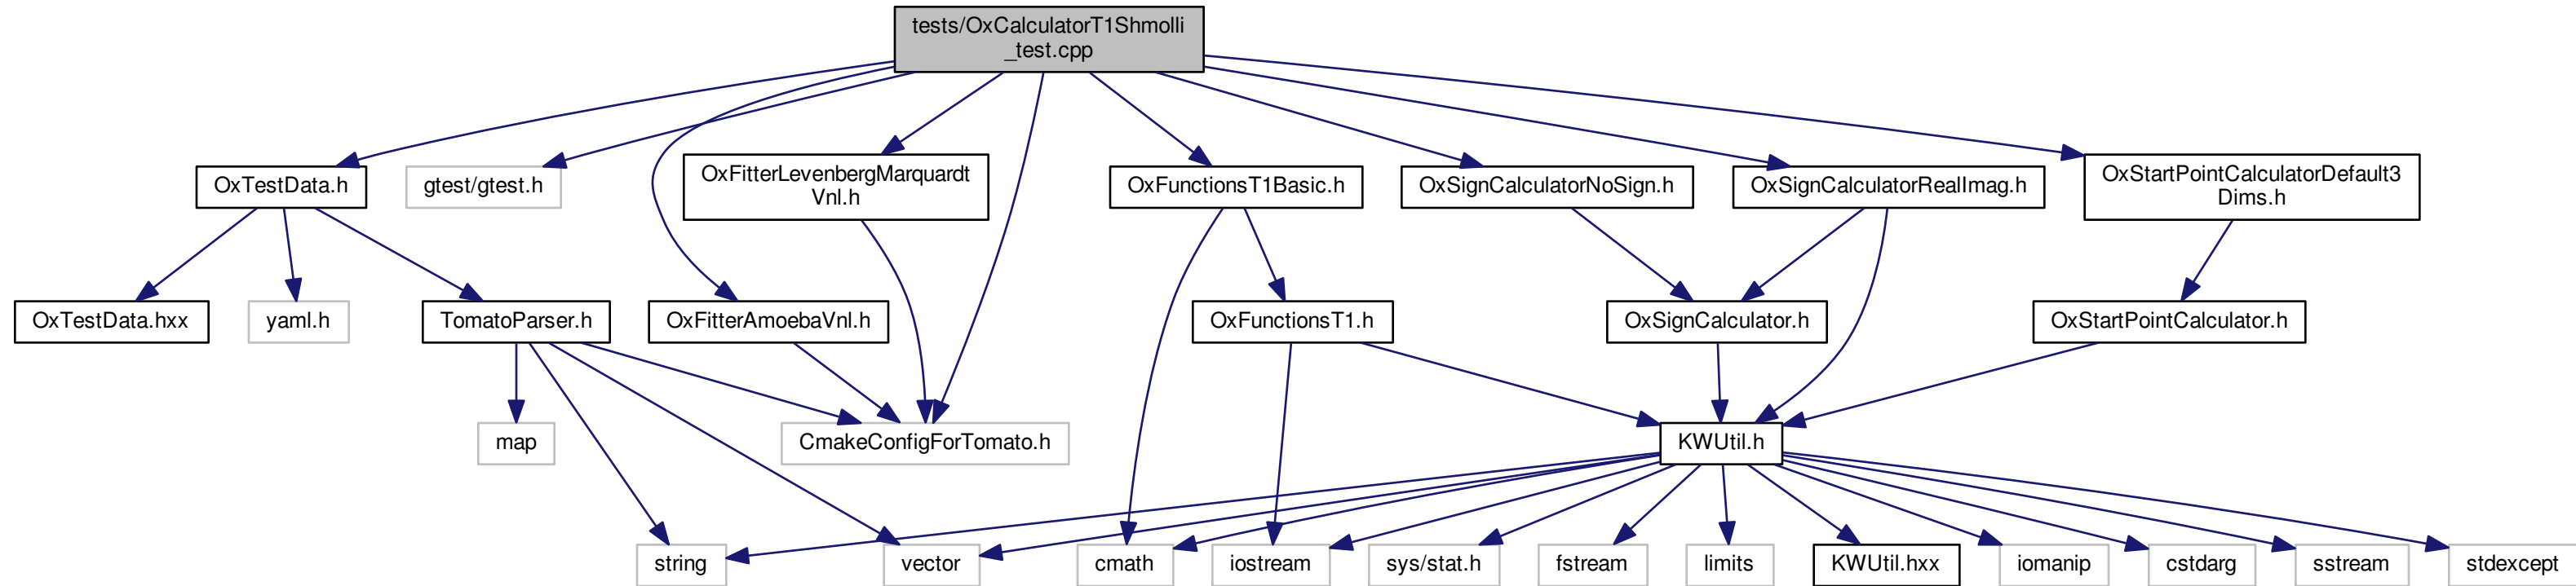 tests/OxCalculatorT1Shmolli
_test.cpp
OxTestData.h
gtest/gtest.h
OxFitterLevenbergMarquardt
Vnl.h
OxFunctionsT1Basic.h
OxSignCalculatorNoSign.h
OxSignCalculatorRealImag.h
OxStartPointCalculatorDefault3
Dims.h
OxTestData.hxx
yaml.h
TomatoParser.h
OxFitterAmoebaVnl.h
OxFunctionsT1.h
OxSignCalculator.h
OxStartPointCalculator.h
map
CmakeConfigForTomato.h
KWUtil.h
string
vector
cmath
iostream
sys/stat.h
fstream
limits
KWUtil.hxx
iomanip
cstdarg
sstream
stdexcept